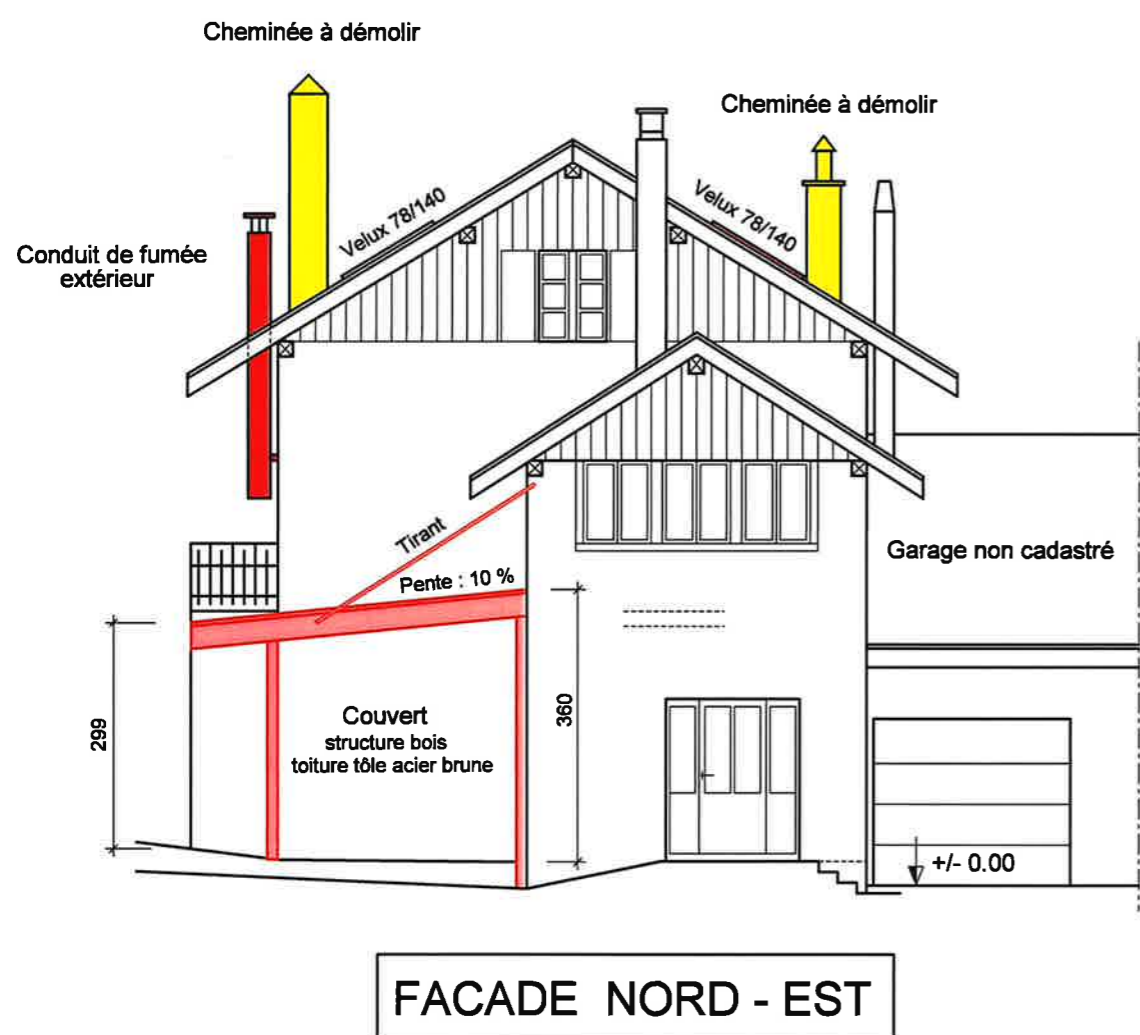 Cheminée à démolir
Cheminée à démolir
Velux 78/140
Velux 78/140
Conduit de fumée
extérieur
Tirant
Garage non cadastré
Pente : 10 %
299
360
Couvert
structure bois
toiture tôle acier brune
+/- 0.00
FACADE NORD - EST